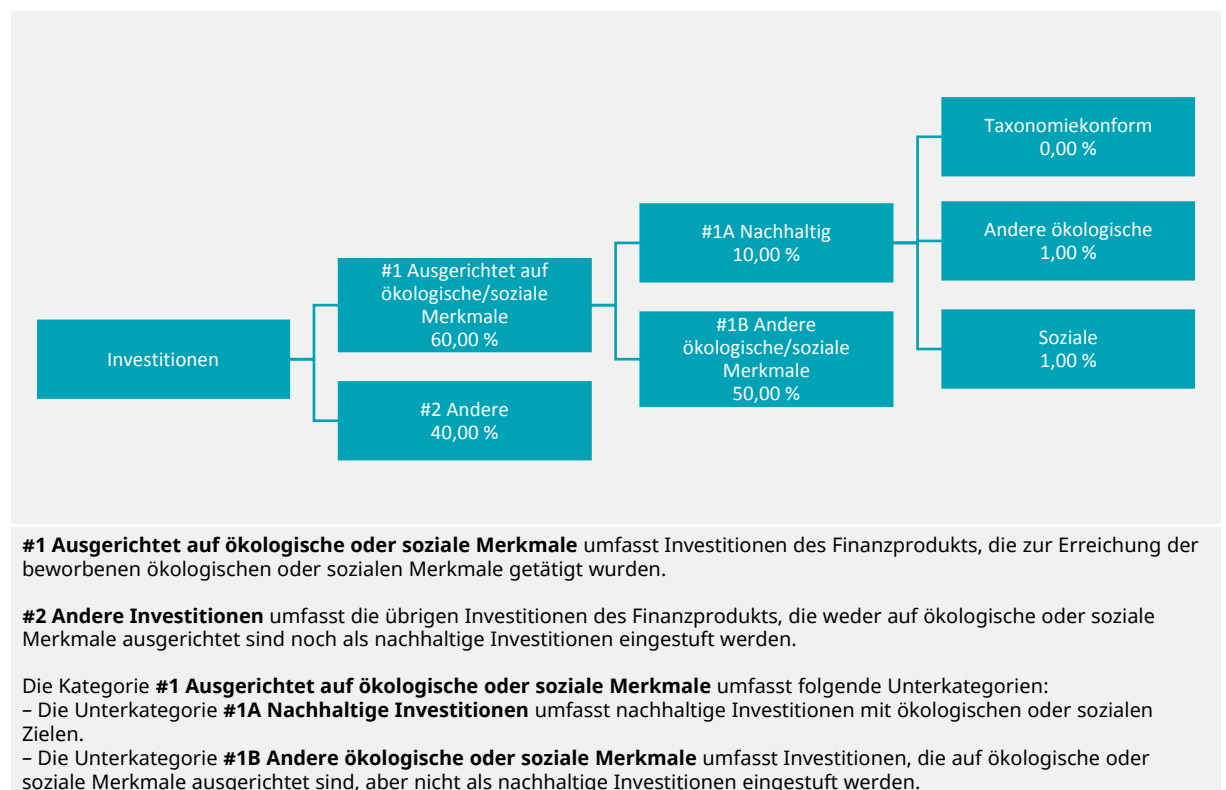 Investitionen
#1 Ausgerichtet auf
ökologische/soziale
Merkmale
60,00 %
#2 Andere
40,00 %
#1A Nachhaltig
10,00 %
#1B Andere
ökologische/soziale
Merkmale
50,00 %
Taxonomiekonform
0,00 %
Andere ökologische
1,00 %
Soziale
1,00 %
#1 Ausgerichtet auf ökologische oder soziale Merkmale umfasst Investitionen des Finanzprodukts, die zur Erreichung der
beworbenen ökologischen oder sozialen Merkmale getätigt wurden.
#2 Andere Investitionen umfasst die übrigen Investitionen des Finanzprodukts, die weder auf ökologische oder soziale
Merkmale ausgerichtet sind noch als nachhaltige Investitionen eingestuft werden.
Die Kategorie #1 Ausgerichtet auf ökologische oder soziale Merkmale umfasst folgende Unterkategorien:
– Die Unterkategorie #1A Nachhaltige Investitionen umfasst nachhaltige Investitionen mit ökologischen oder sozialen
Zielen.
– Die Unterkategorie #1B Andere ökologische oder soziale Merkmale umfasst Investitionen, die auf ökologische oder
soziale Merkmale ausgerichtet sind, aber nicht als nachhaltige Investitionen eingestuft werden.